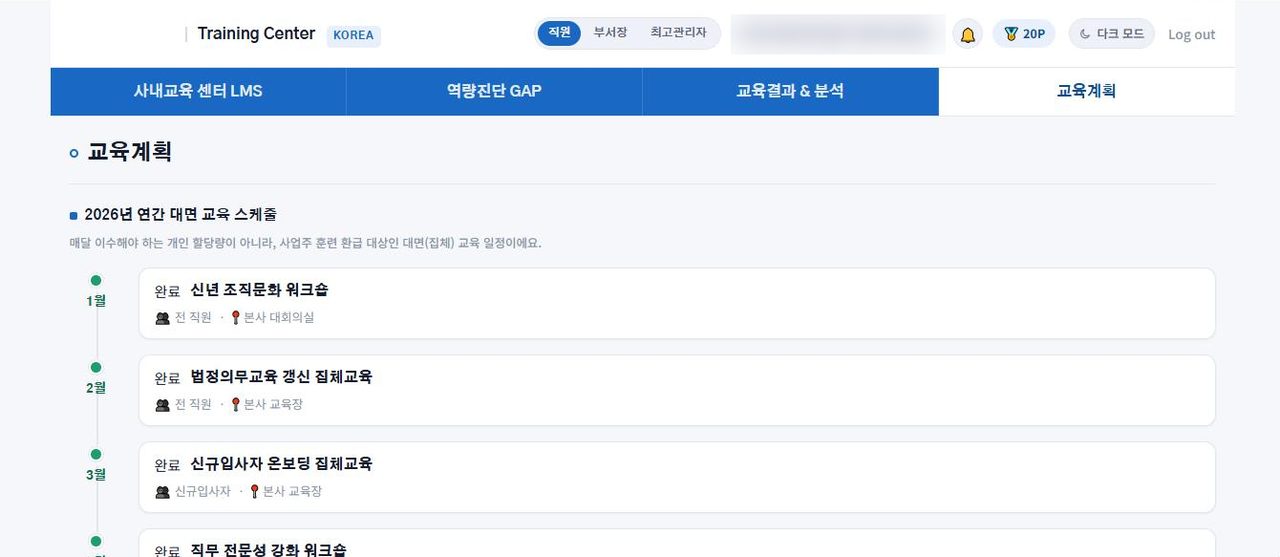 Training Center KOREA 직원 부서장 최고관리자 20P 다크 모드 Log out
사내교육 센터 LMS 역량진단 GAP 교육결과 & 분석 교육계획
교육계획
2026년 연간 대면 교육 스케줄
매달 이수해야 하는 개인 할당량이 아니라, 사업주 훈련 환급 대상인 대면(집체) 교육 일정이에요.
완료 신년 조직문화 워크숍
1월
전 직원 · 본사 대회의실
완료 법정의무교육 갱신 집체교육
2월
전 직원 · 본사 교육장
완료 신규입사자 온보딩 집체교육
3월
신규입사자 · 본사 교육장
완료 직무 전문성 강화 워크숍